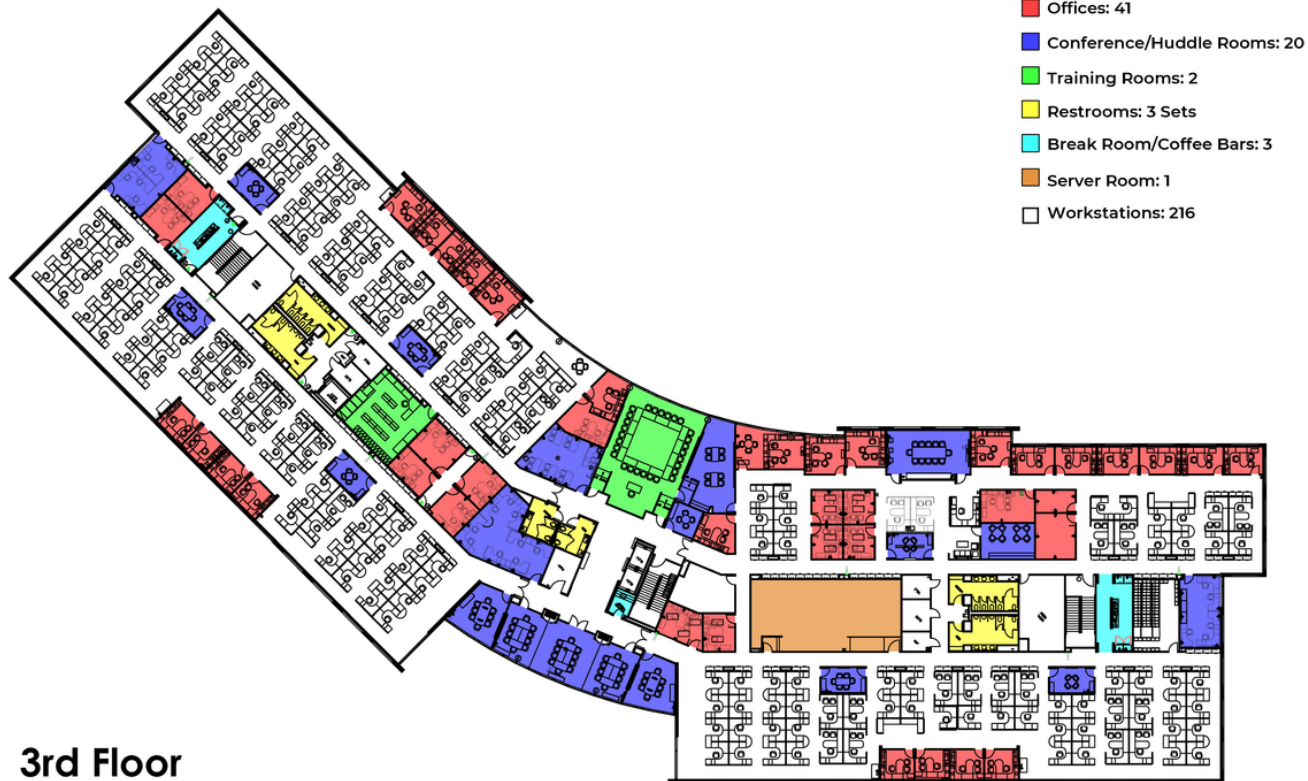 Offices: 41
Conference/Huddle Rooms: 20
Training Rooms: 2
Restrooms: 3 Sets
Break Room/Coffee Bars: 3
Server Room: 1
Workstations: 216
3rd Floor